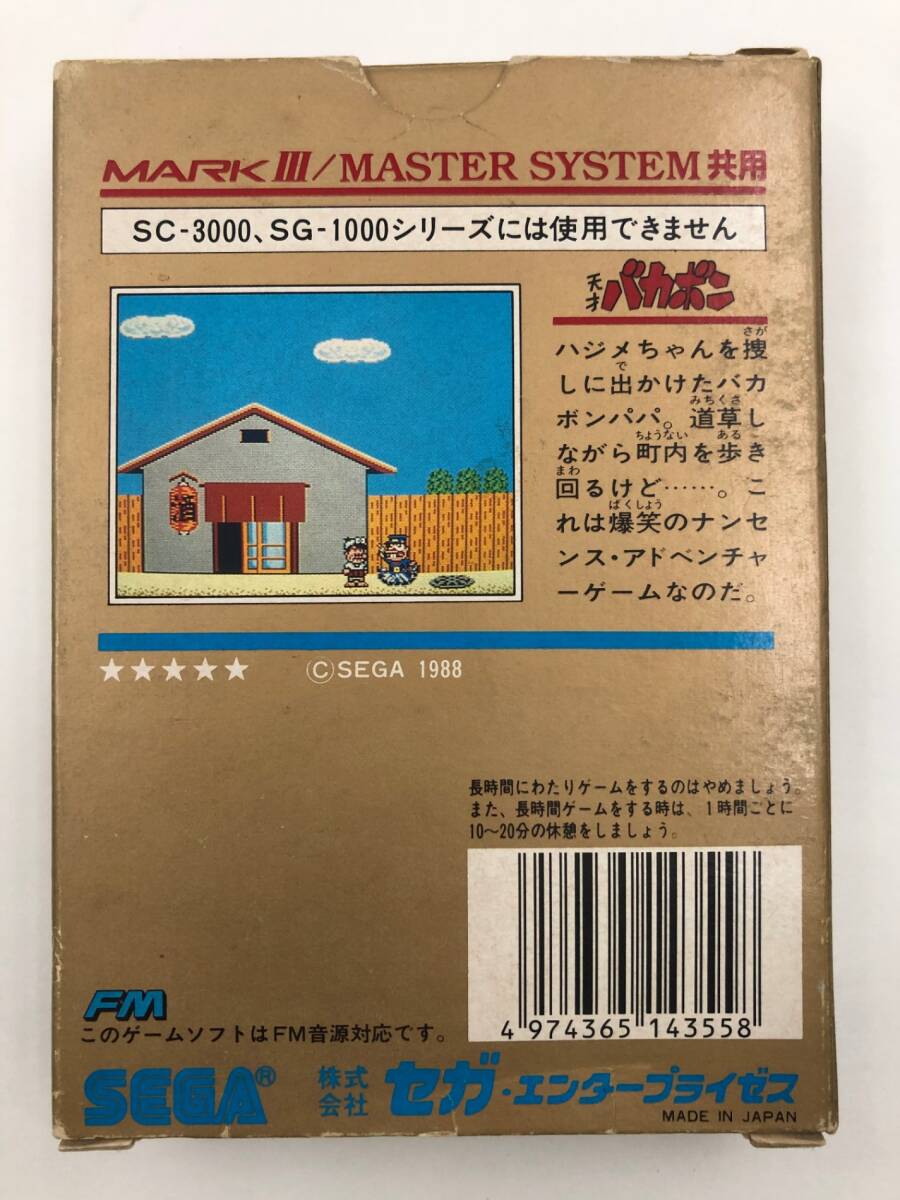 MARK III/MASTER SYSTEM共用
SC-3000、SG-1000シリーズには使用できません
天才バカボン
ハジメちゃんを捜
しに出かけたバカ
ボンパパ。道草し
ながら町内を歩き
回るけど……。こ
れは爆笑のナンセ
ンス・アドベンチャ
ーゲームなのだ。
酒
★★★★★ ©SEGA 1988
長時間にわたりゲームをするのはやめましょう。
また、長時間ゲームをする時は、1時間ごとに
10〜20分の休憩をしましょう。
4 974365 143558
FM
このゲームソフトはFM音源対応です。
SEGA® 株式会社 セガ・エンタープライゼス
MADE IN JAPAN